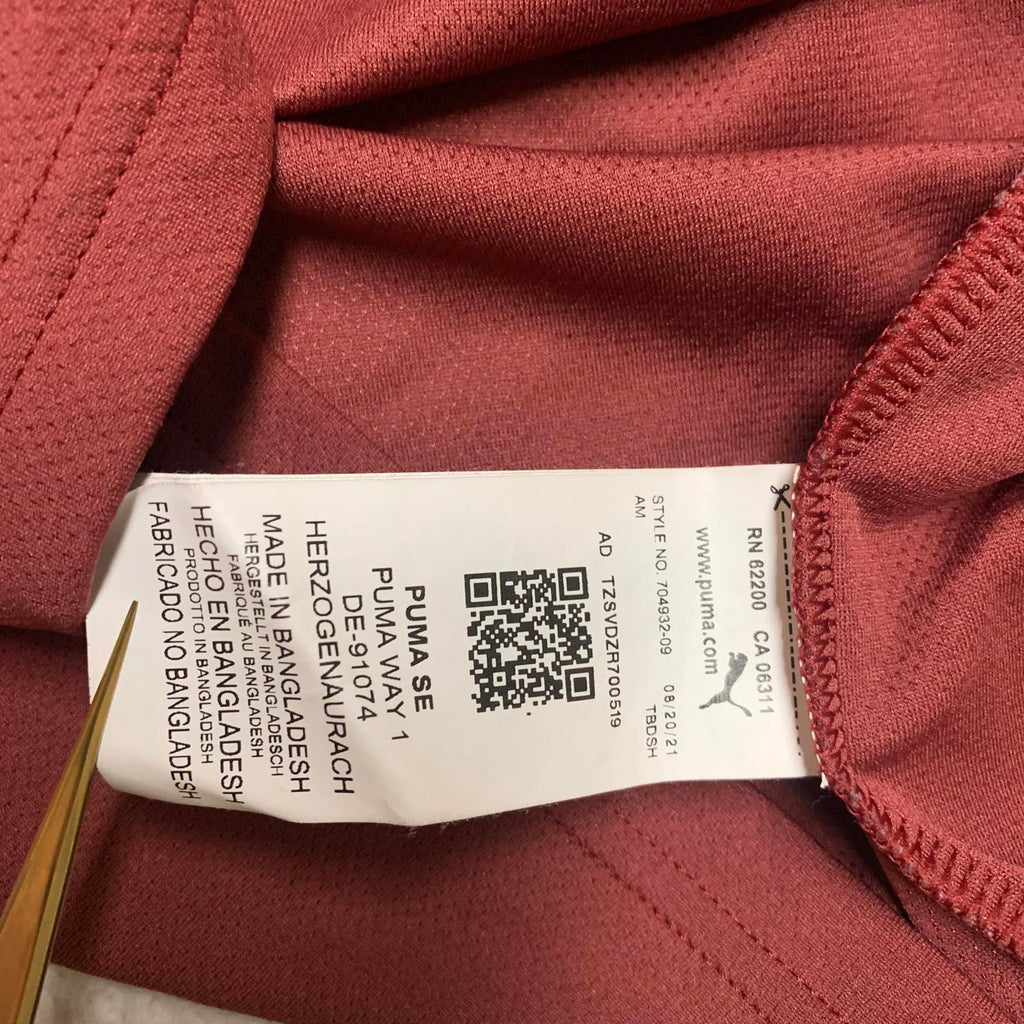 RN 62200 CA 06311
www.puma.com
STYLE NO. 704932-09 06/20/21
AM TBDSH
AD TZSVDZR700519
PUMA SE
PUMA WAY 1
DE-91074
HERZOGENAURACH
MADE IN BANGLADESH
HERGESTELLT IN BANGLADESCH
FABRIQUÉ AU BANGLADESH
HECHO EN BANGLADESH
PRODOTTO IN BANGLADESH
FABRICADO NO BANGLADESH